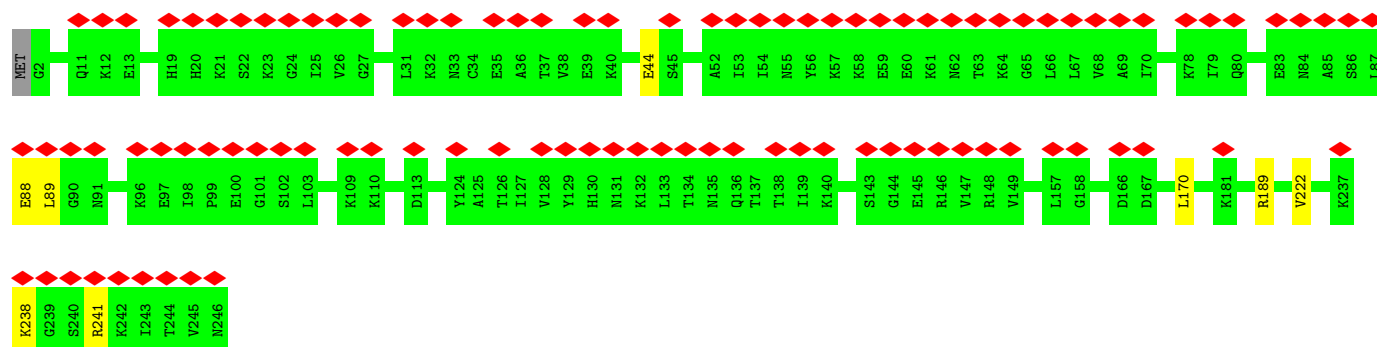 MET G2 Q11 K12 E13 H19 H20 K21 S22 K23 G24 I25 V26 G27 L31 K32 N33 C34 E35 A36 T37 V38 E39 K40 E44 S45 A52 I53 I54 N55 Y56 K57 K58 E59 E60 K61 N62 T63 K64 G65 L66 L67 V68 A69 I70 K78 I79 Q80 E83 N84 A85 S86 L87
E88 L89 G90 N91 K96 E97 I98 P99 E100 G101 S102 L103 K109 K110 D113 Y124 A125 T126 I127 V128 Y129 H130 N131 K132 L133 T134 N135 Q136 T137 T138 I139 K140 S143 G144 E145 R146 V147 R148 V149 L157 G158 D166 D167 L170 K181 R189 V222 K237
K238 G239 S240 R241 K242 I243 T244 V245 N246